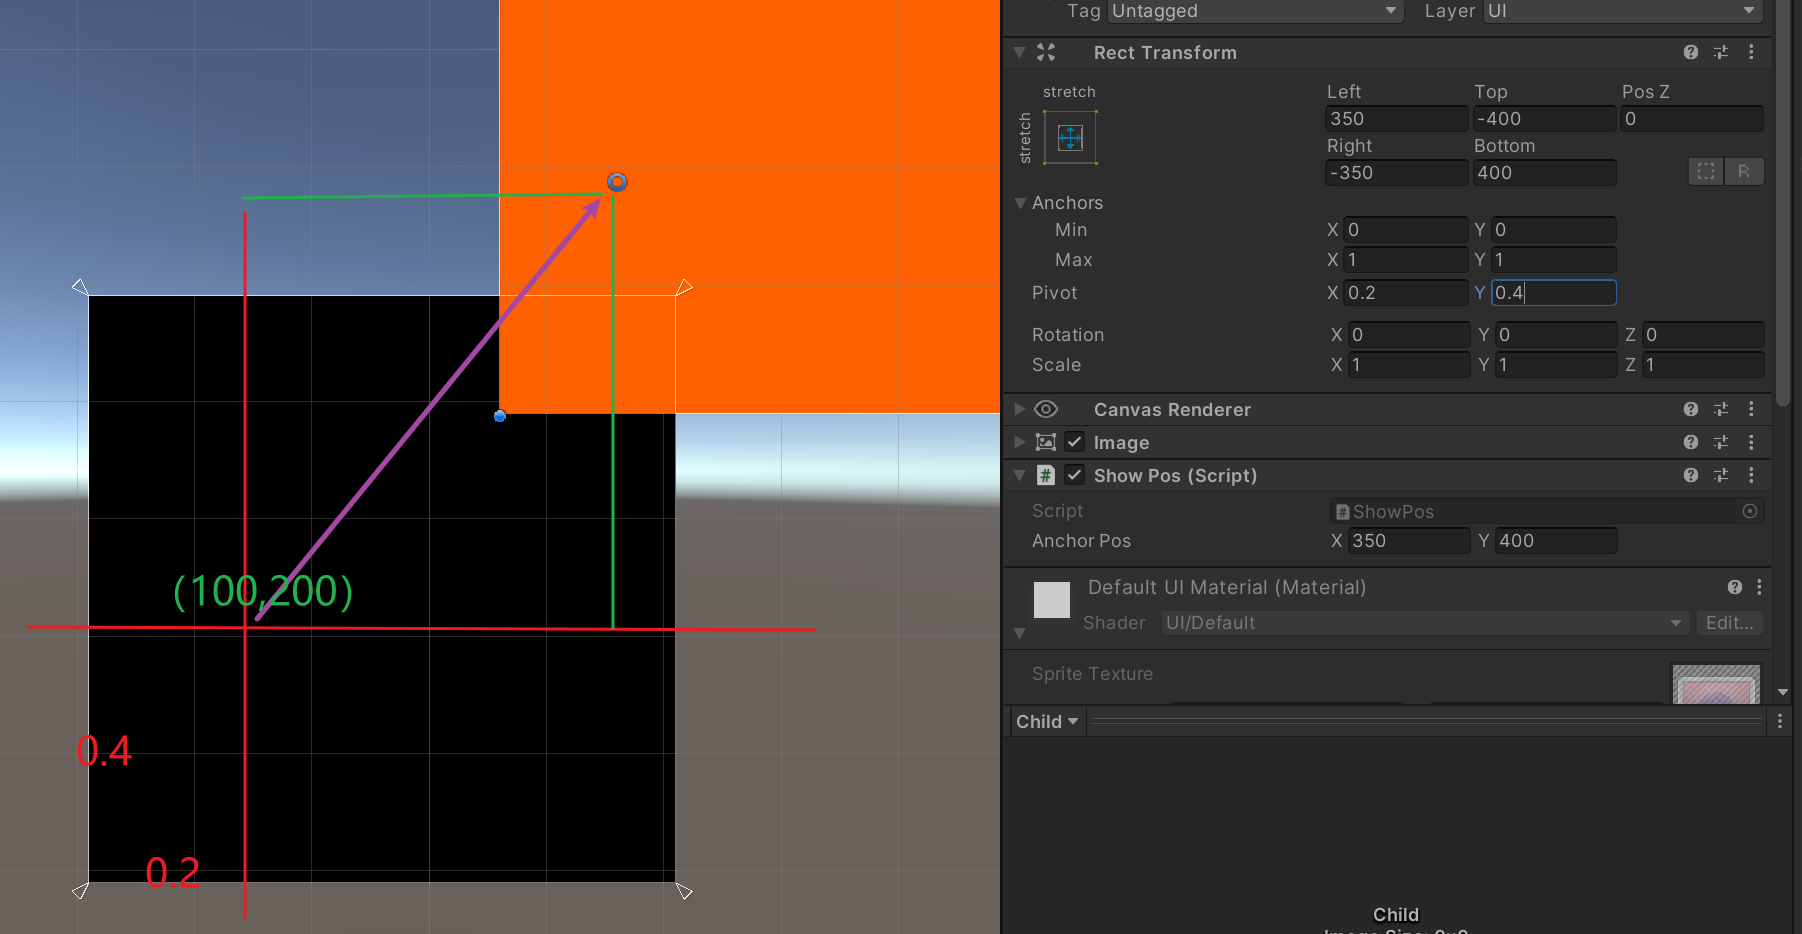 Tag Untagged Layer UI
Rect Transform
stretch Left Top Pos Z
stretch 350 -400 0
Right Bottom
-350 400 R
Anchors
Min X 0 Y 0
Max X 1 Y 1
Pivot X 0.2 Y 0.4
Rotation X 0 Y 0 Z 0
Scale X 1 Y 1 Z 1
Canvas Renderer
Image
# Show Pos (Script)
Script # ShowPos
Anchor Pos X 350 Y 400
Default UI Material (Material)
Shader UI/Default Edit...
Sprite Texture
Child
Child
(100,200)
0.4
0.2